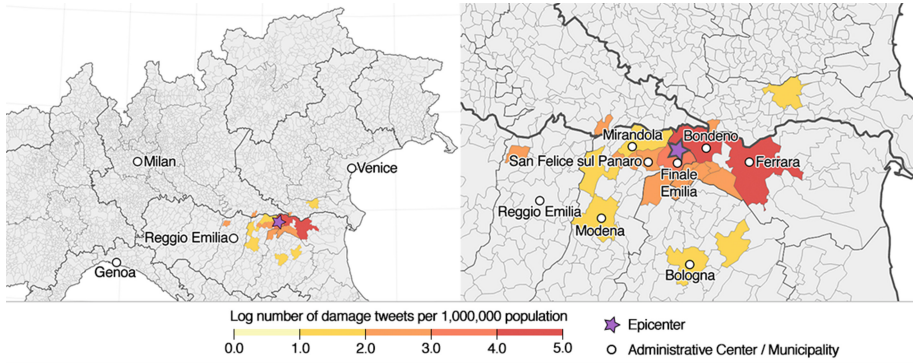 Milan
Venice
Reggio Emilia
Genoa
Mirandola
Bondeno
San Felice sul Panaro
Ferrara
Finale
Emilia
Reggio Emilia
Modena
Bologna
Log number of damage tweets per 1,000,000 population
0.0 1.0 2.0 3.0 4.0 5.0
Epicenter
Administrative Center / Municipality